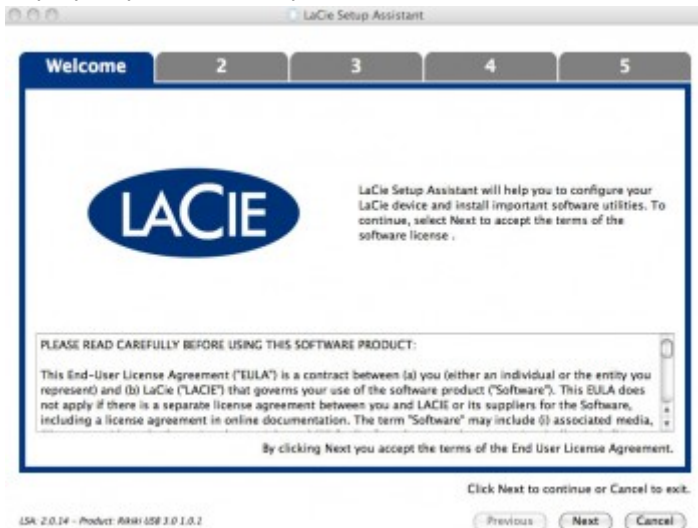 LaCie Setup Assistant
Welcome 2 3 4 5
LACIE
LaCie Setup Assistant will help you to configure your
LaCie device and install important software utilities. To
continue, select Next to accept the terms of the
software license .
PLEASE READ CAREFULLY BEFORE USING THIS SOFTWARE PRODUCT:
This End-User License Agreement ("EULA") is a contract between (a) you (either an individual or the entity you
represent) and (b) LaCie ("LACIE") that governs your use of the software product ("Software"). This EULA does
not apply if there is a separate license agreement between you and LACIE or its suppliers for the Software,
including a license agreement in online documentation. The term "Software" may include (i) associated media,
By clicking Next you accept the terms of the End User License Agreement.
Click Next to continue or Cancel to exit.
LSA: 2.0.14 - Product: Rikiki USB 3.0 1.0.2
Previous Next Cancel